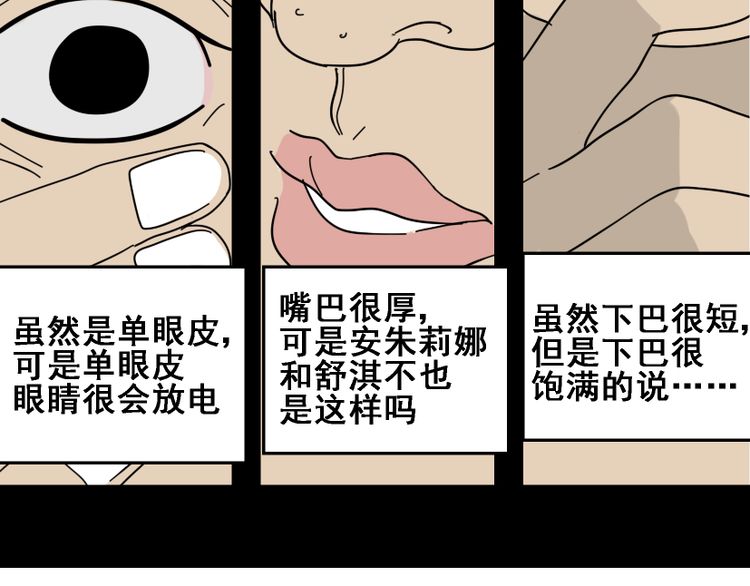 虽然是单眼皮,
可是单眼皮
眼睛很会放电
嘴巴很厚,
可是安朱莉娜
和舒淇不也
是这样吗
虽然下巴很短,
但是下巴很
饱满的说……